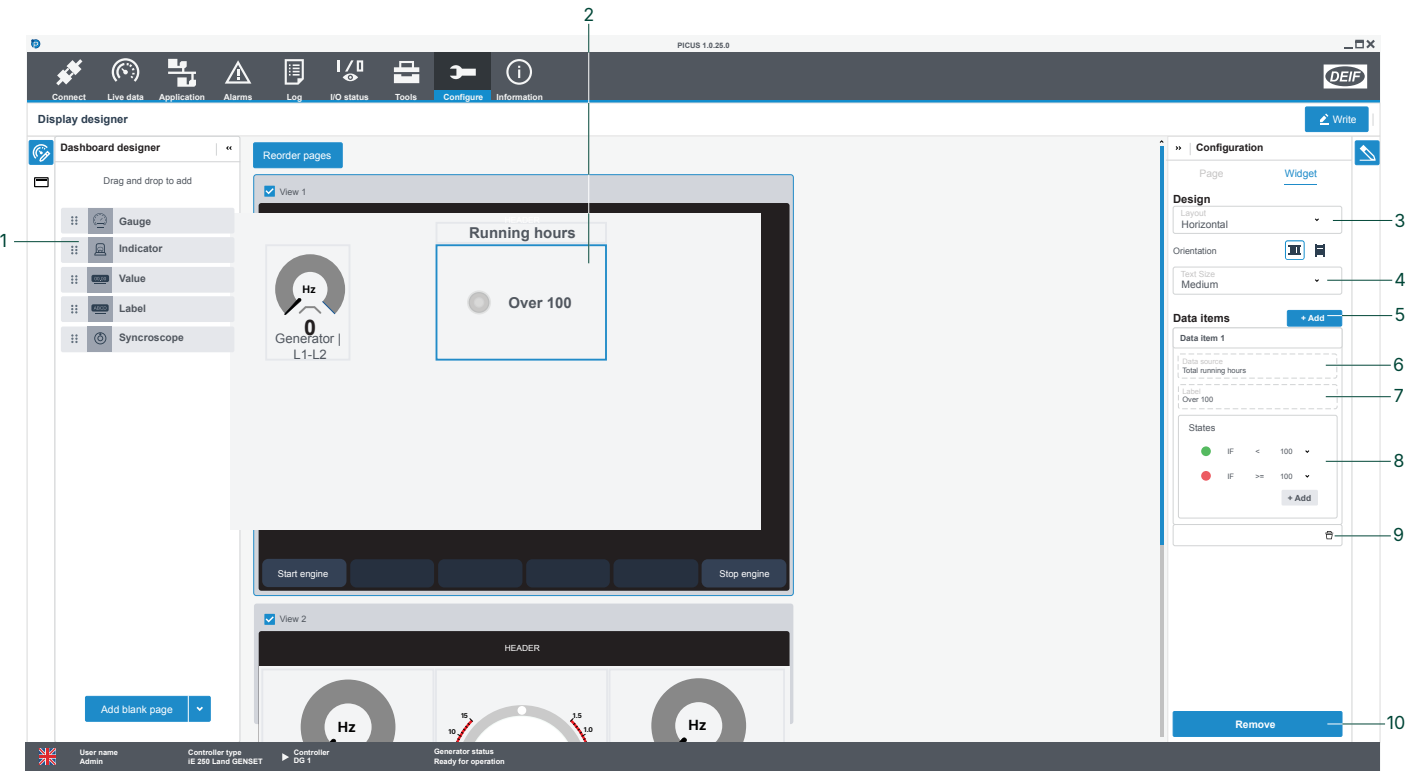 2
PICUS 1.0.25.0
Connect
Live data
Application
Alarms
Log
I/O status
Tools
Configure
Information
DEIF
Display designer
Write
Dashboard designer
Reorder pages
Configuration
Drag and drop to add
View 1
Page
Widget
Design
1
Gauge
Indicator
Value
Label
Syncroscope
Running hours
Hz
0
Generator |
L1-L2
Over 100
Layout
Horizontal
3
Orientation
Text Size
Medium
4
Data items
+ Add
5
Data item 1
Data source
Total running hours
6
Label
Over 100
7
States
IF < 100
8
IF >= 100
+ Add
9
Start engine
Stop engine
View 2
HEADER
Add blank page
Hz
15
10
1.5
1.0
Hz
Remove
10
User name
Admin
Controller type
iE 250 Land GENSET
Controller
DG 1
Generator status
Ready for operation